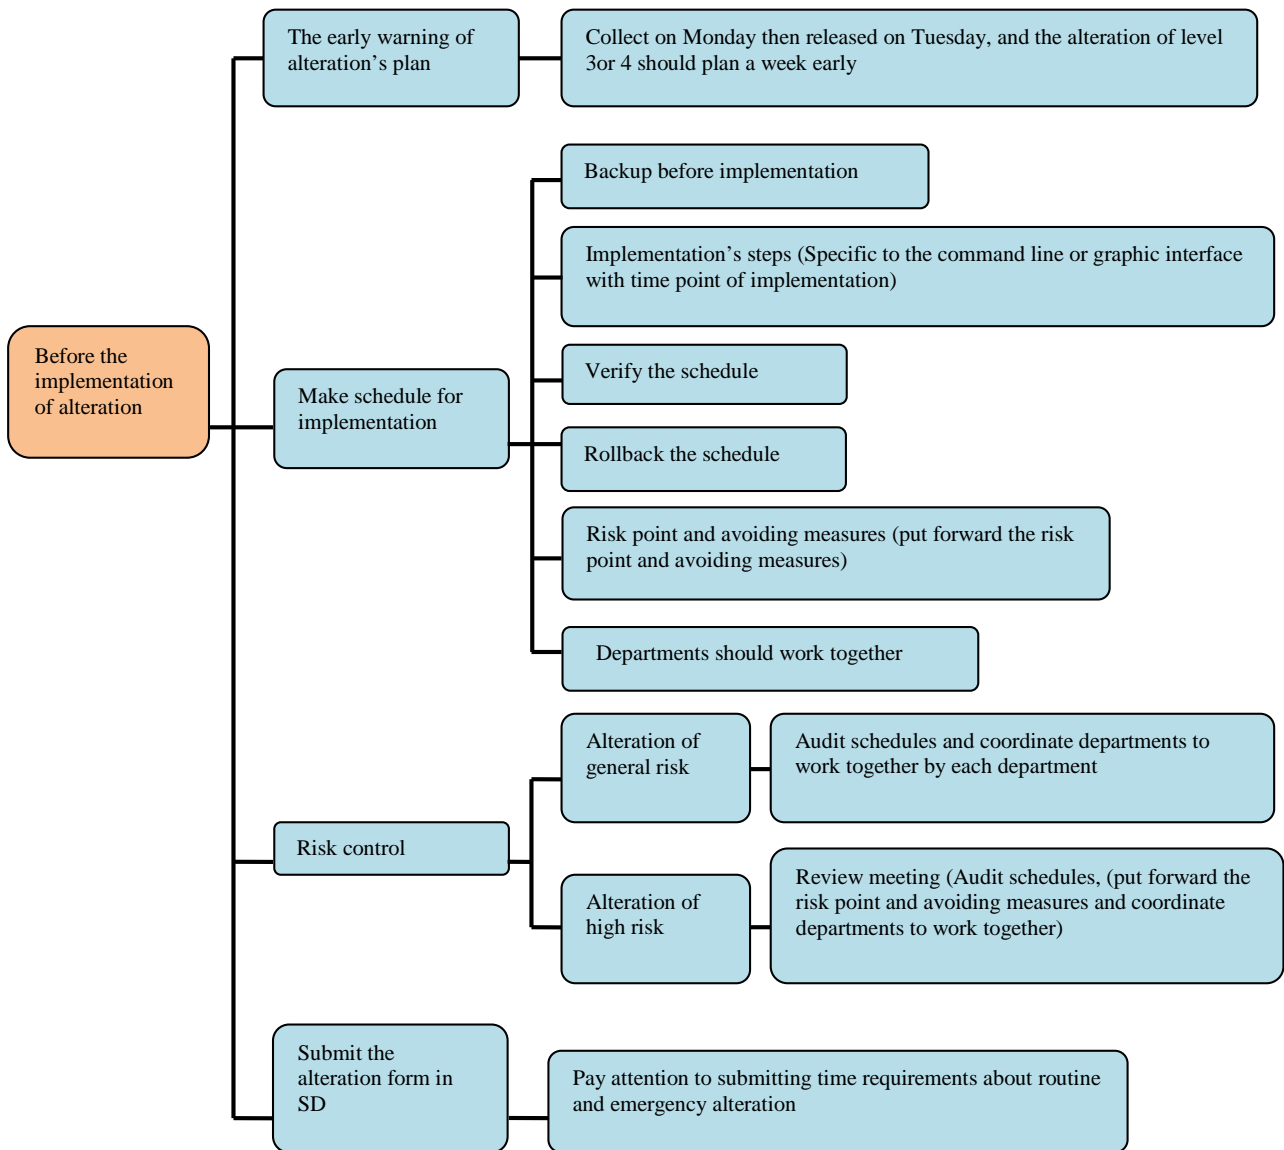 The early warning of
alteration’s plan
Collect on Monday then released on Tuesday, and the alteration of level
3or 4 should plan a week early
Backup before implementation
Implementation’s steps (Specific to the command line or graphic interface
with time point of implementation)
Before the
implementation
of alteration
Make schedule for
implementation
Verify the schedule
Rollback the schedule
Risk point and avoiding measures (put forward the risk
point and avoiding measures)
Departments should work together
Alteration of
general risk
Audit schedules and coordinate departments to
work together by each department
Risk control
Alteration of
high risk
Review meeting (Audit schedules, (put forward the
risk point and avoiding measures and coordinate
departments to work together)
Submit the
alteration form in
SD
Pay attention to submitting time requirements about routine
and emergency alteration